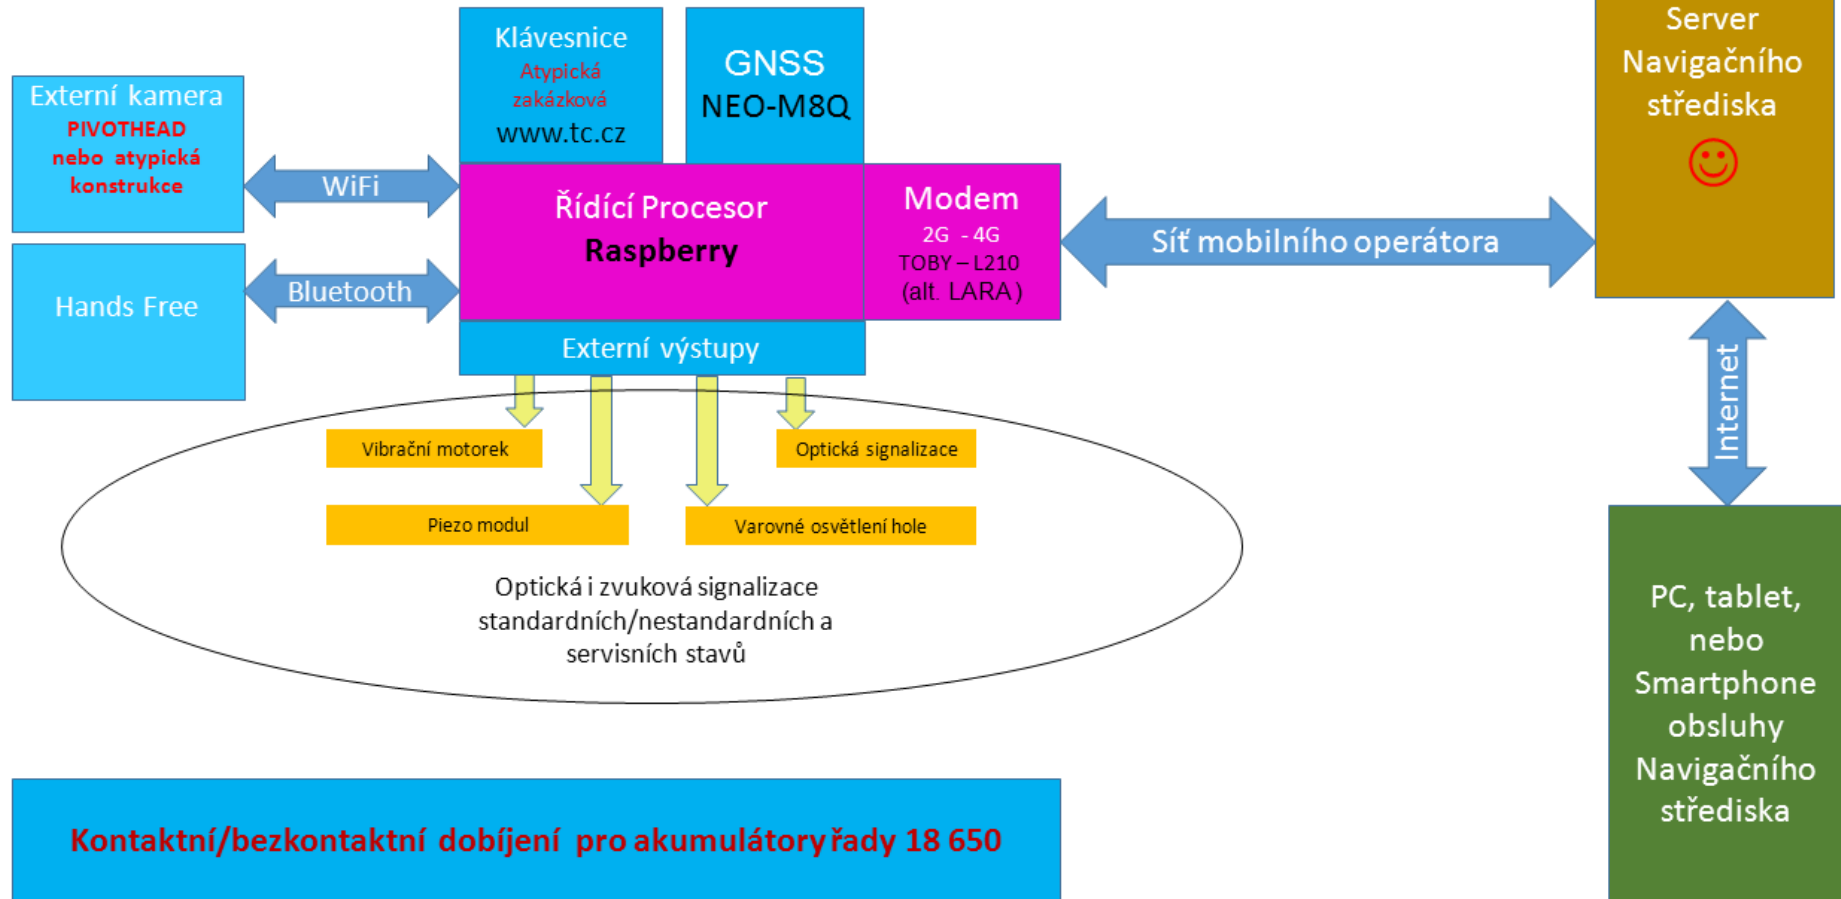 Externí kamera
PIVOTHEAD
nebo atypická
konstrukce
WiFi
Hands Free
Bluetooth
Klávesnice
Atypická
zakázková
www.tc.cz
GNSS
NEO-M8Q
Řídící Procesor
Raspberry
Modem
2G - 4G
TOBY – L210
(alt. LARA )
Externí výstupy
Síť mobilního operátora
Server
Navigačního
střediska
Internet
Vibrační motorek
Optická signalizace
Piezo modul
Varovné osvětlení hole
Optická i zvuková signalizace
standardních/nestandardních a
servisních stavů
PC, tablet,
nebo
Smartphone
obsluhy
Navigačního
střediska
Kontaktní/bezkontaktní dobíjení pro akumulátory řady 18 650